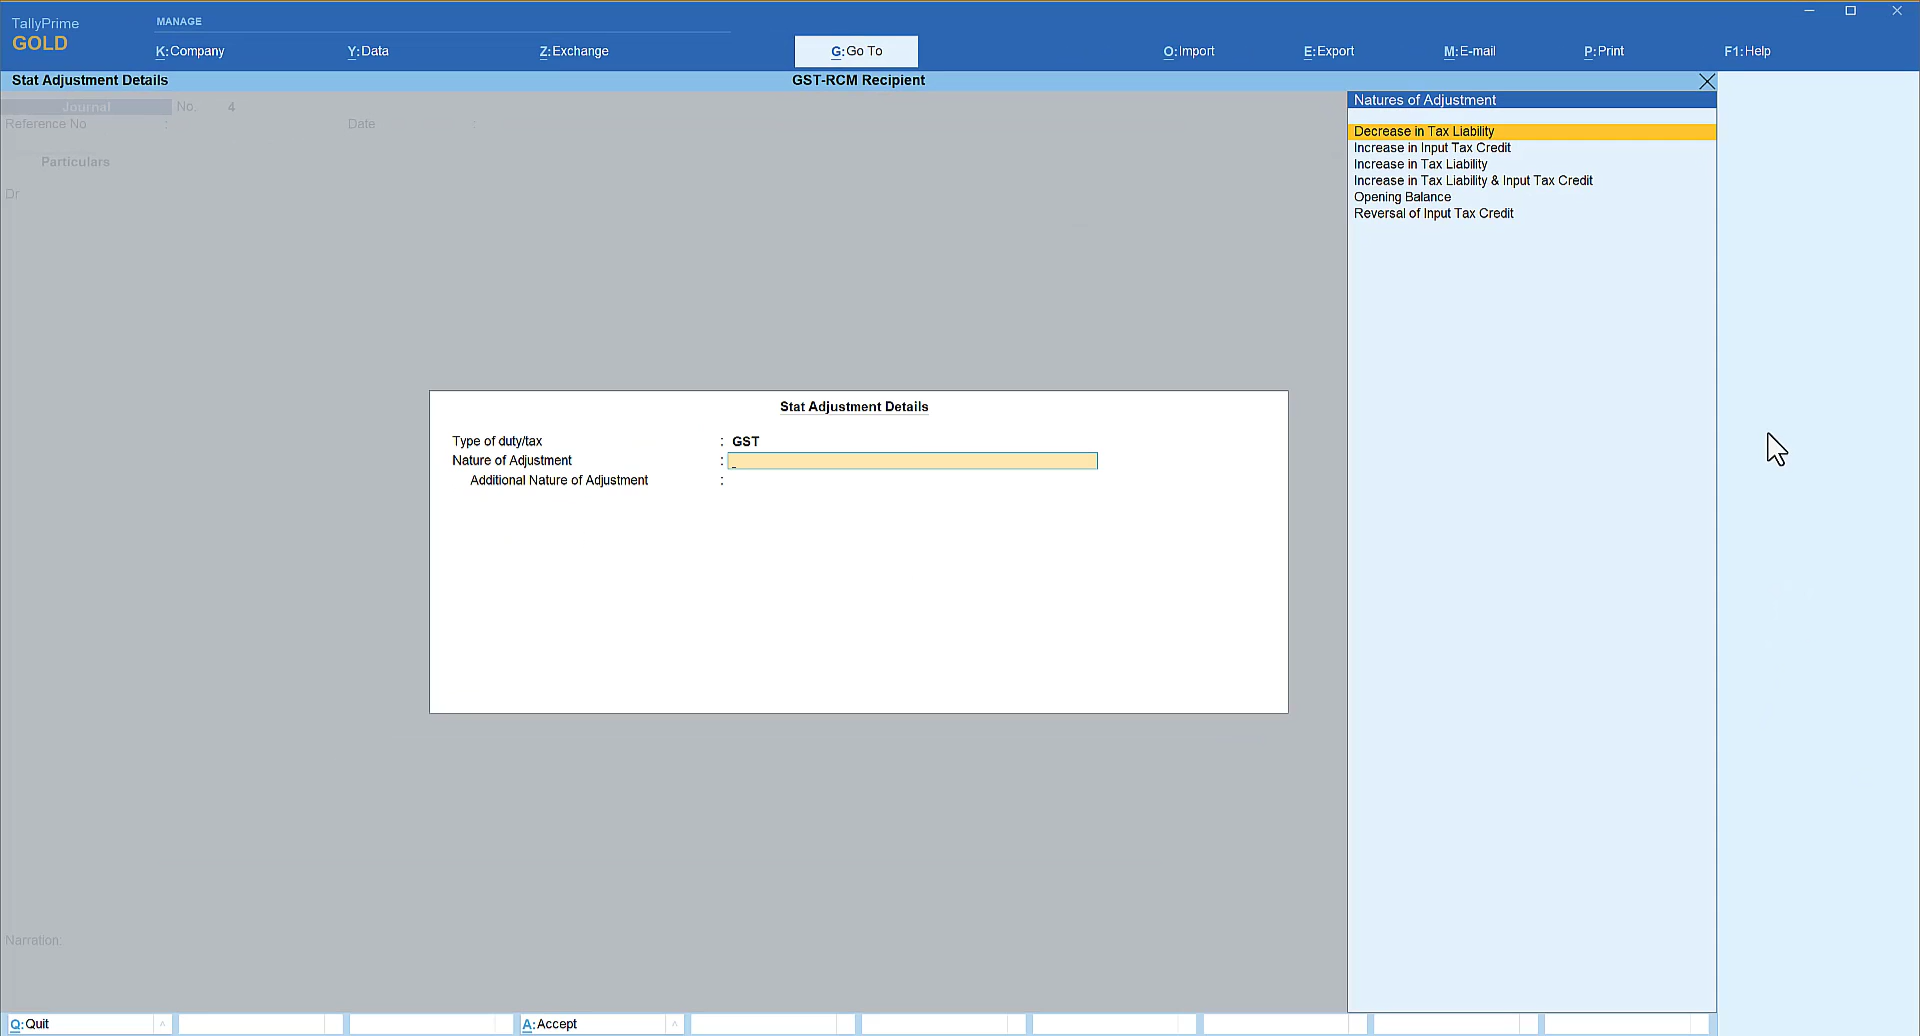 TallyPrime
GOLD
MANAGE
K:Company
Y:Data
Z:Exchange
G:Go To
O:Import
E:Export
M:E-mail
P:Print
F1:Help
Stat Adjustment Details
GST-RCM Recipient
Journal No. 4
Reference No. :
Date :
Particulars
Dr
Stat Adjustment Details
Type of duty/tax : GST
Nature of Adjustment :
Additional Nature of Adjustment :
Narration:
Natures of Adjustment
Decrease in Tax Liability
Increase in Input Tax Credit
Increase in Tax Liability
Increase in Tax Liability & Input Tax Credit
Opening Balance
Reversal of Input Tax Credit
Q:Quit
A:Accept